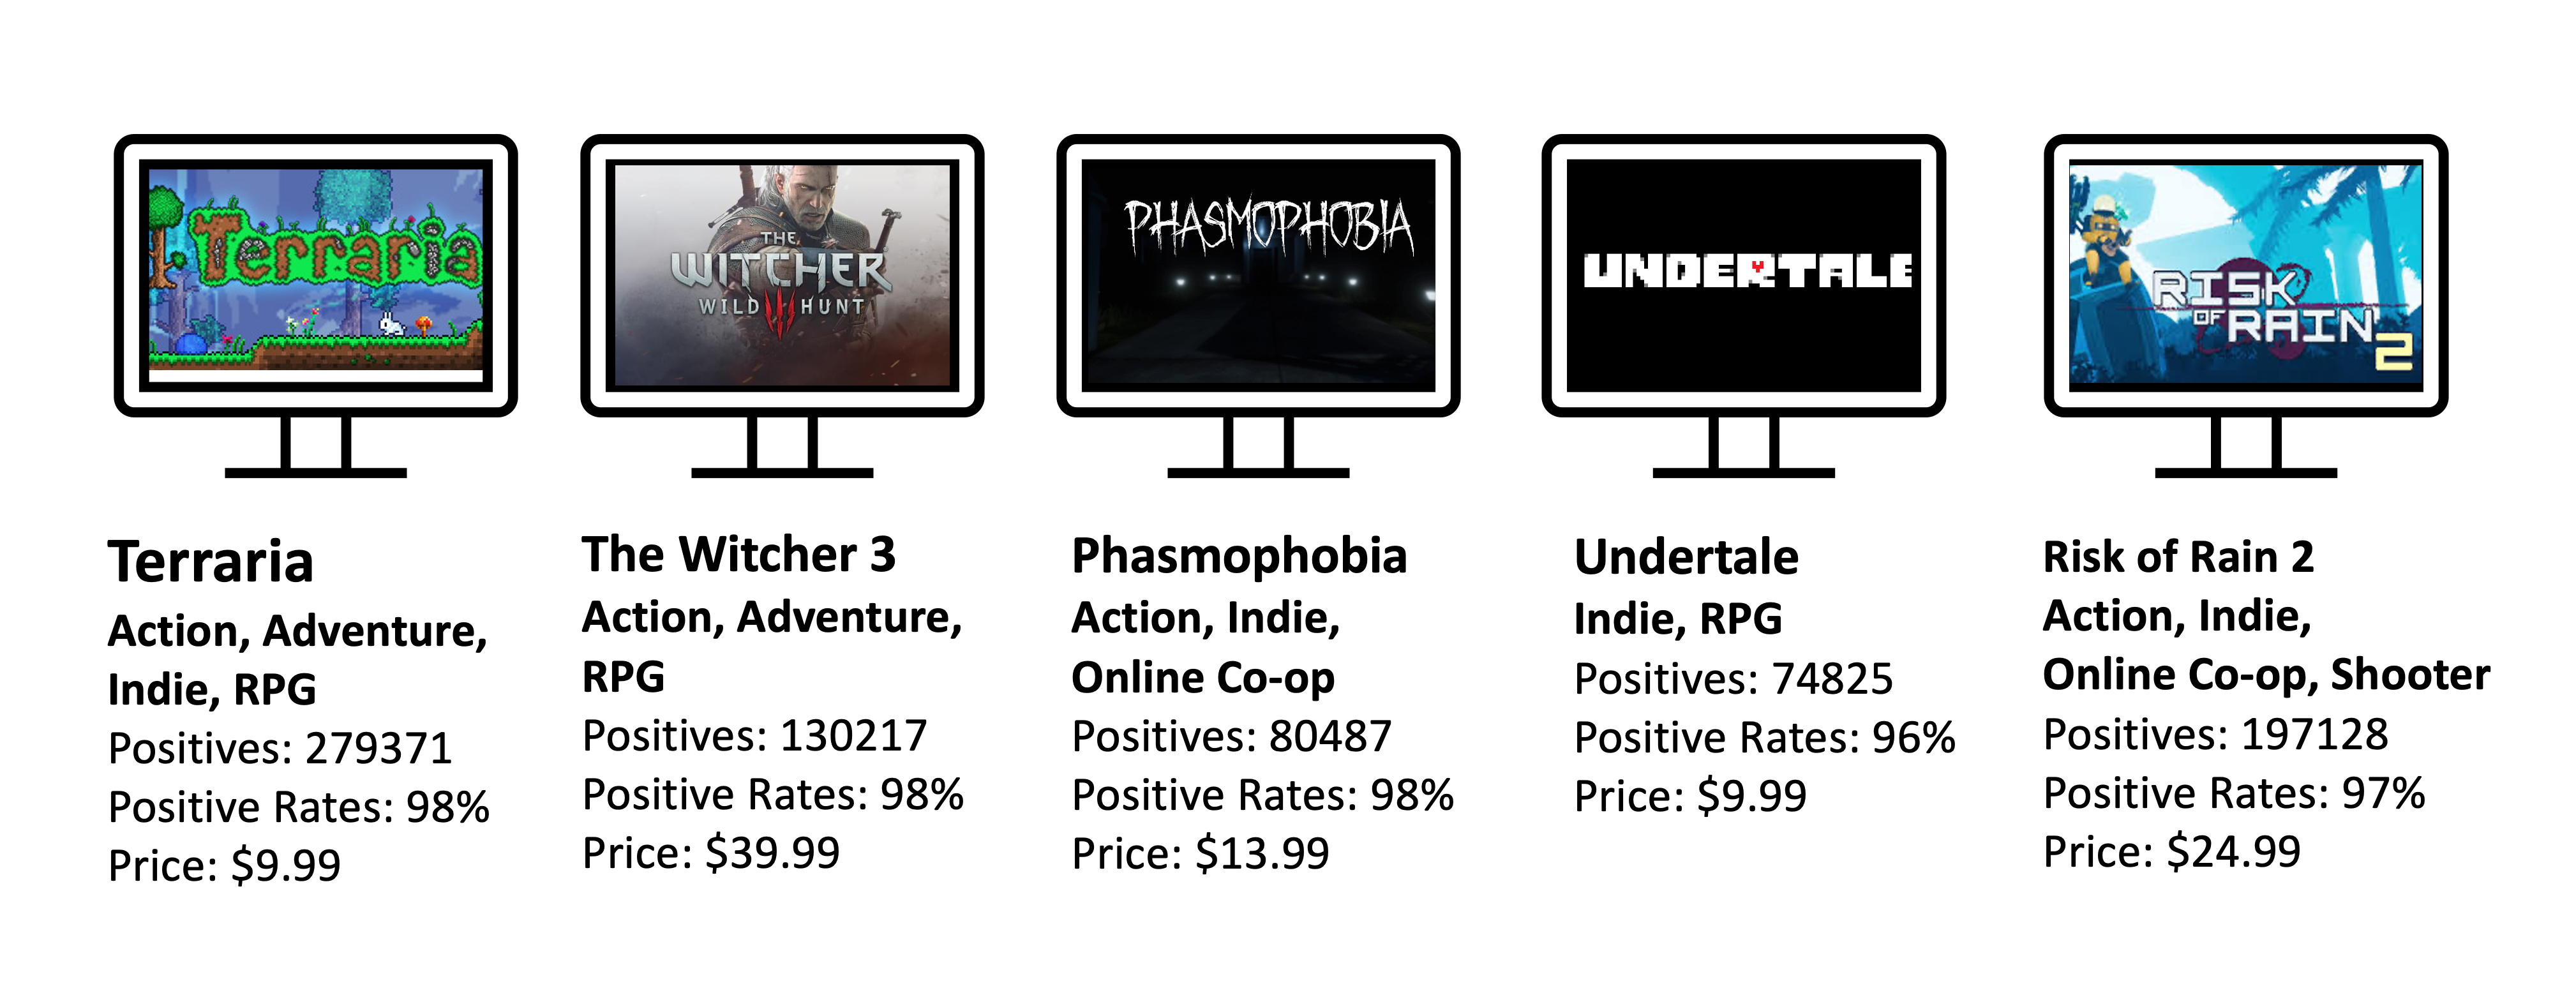 Terraria
THE
WITCHER
WILD HUNT
PHASMOPHOBIA
UNDERTALE
RISK
OF RAIN
2
Terraria
Action, Adventure,
Indie, RPG
Positives: 279371
Positive Rates: 98%
Price: $9.99
The Witcher 3
Action, Adventure,
RPG
Positives: 130217
Positive Rates: 98%
Price: $39.99
Phasmophobia
Action, Indie,
Online Co-op
Positives: 80487
Positive Rates: 98%
Price: $13.99
Undertale
Indie, RPG
Positives: 74825
Positive Rates: 96%
Price: $9.99
Risk of Rain 2
Action, Indie,
Online Co-op, Shooter
Positives: 197128
Positive Rates: 97%
Price: $24.99